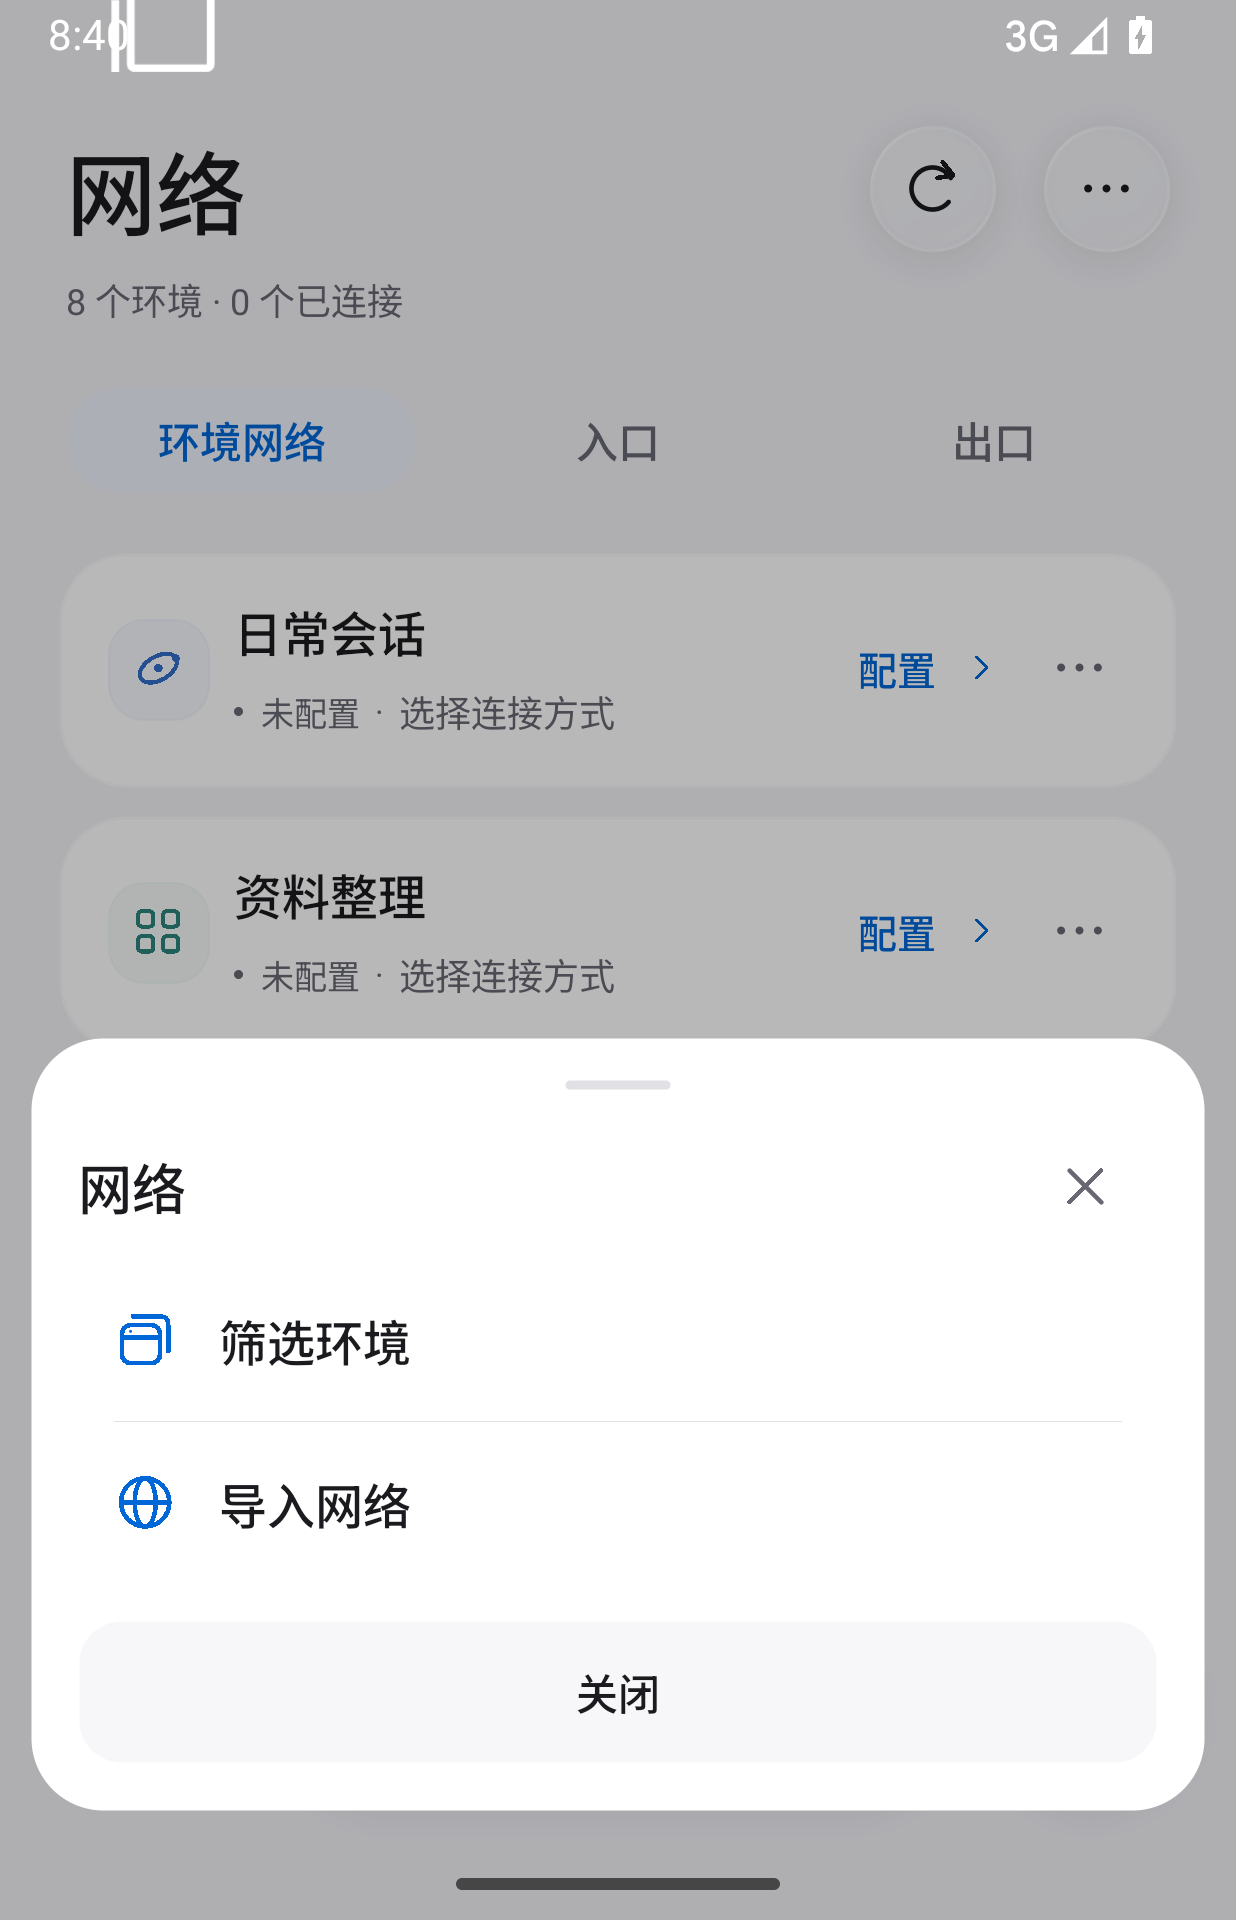 8:40
3G
网络
8 个环境 · 0 个已连接
环境网络
入口
出口
日常会话
• 未配置 · 选择连接方式
配置
资料整理
• 未配置 · 选择连接方式
配置
网络
筛选环境
导入网络
关闭